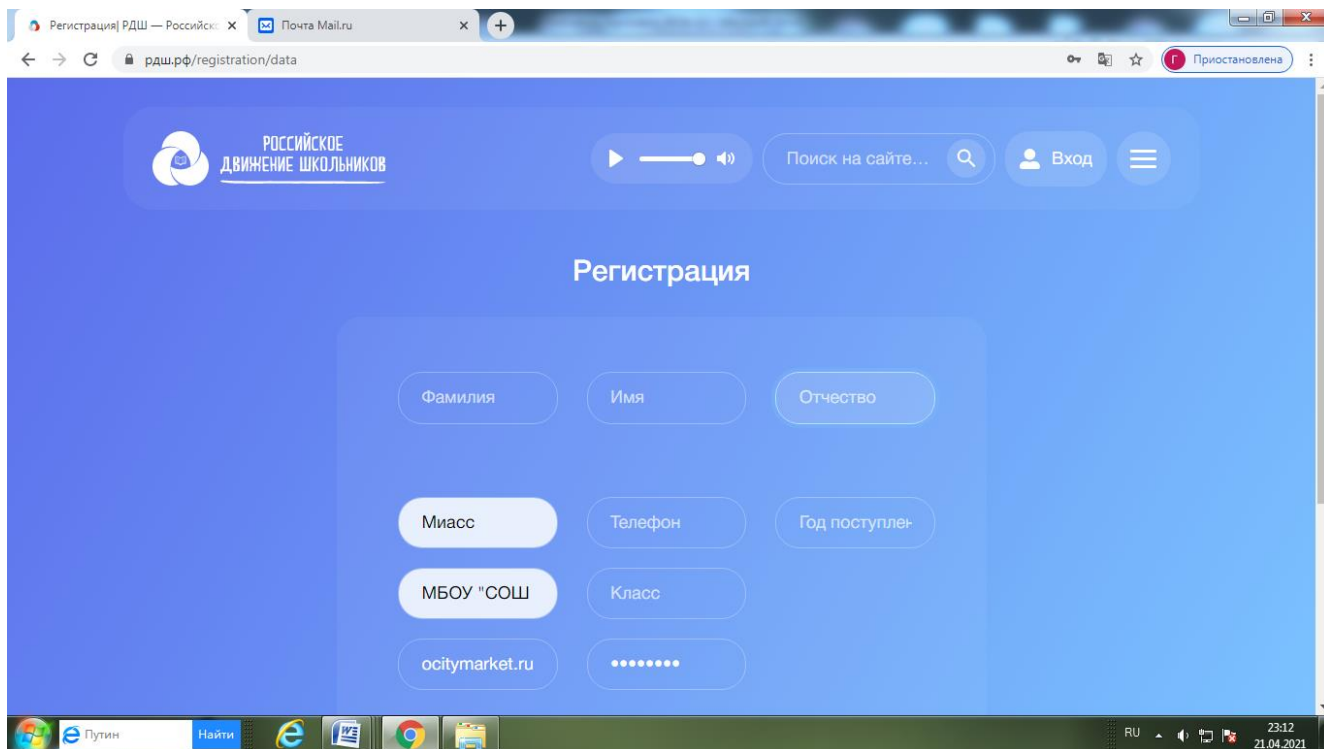 Регистрация| РДШ — Российско
Почта Mail.ru
рдш.рф/registration/data
Г Приостановлена
РОССИЙСКОЕ
ДВИЖЕНИЕ ШКОЛЬНИКОВ
Поиск на сайте...
Вход
Регистрация
Фамилия Имя Отчество
Миасс Телефон Год поступлен
МБОУ "СОШ Класс
ocitymarket.ru ••••••••
Путин Найти
RU 23:12
21.04.2021